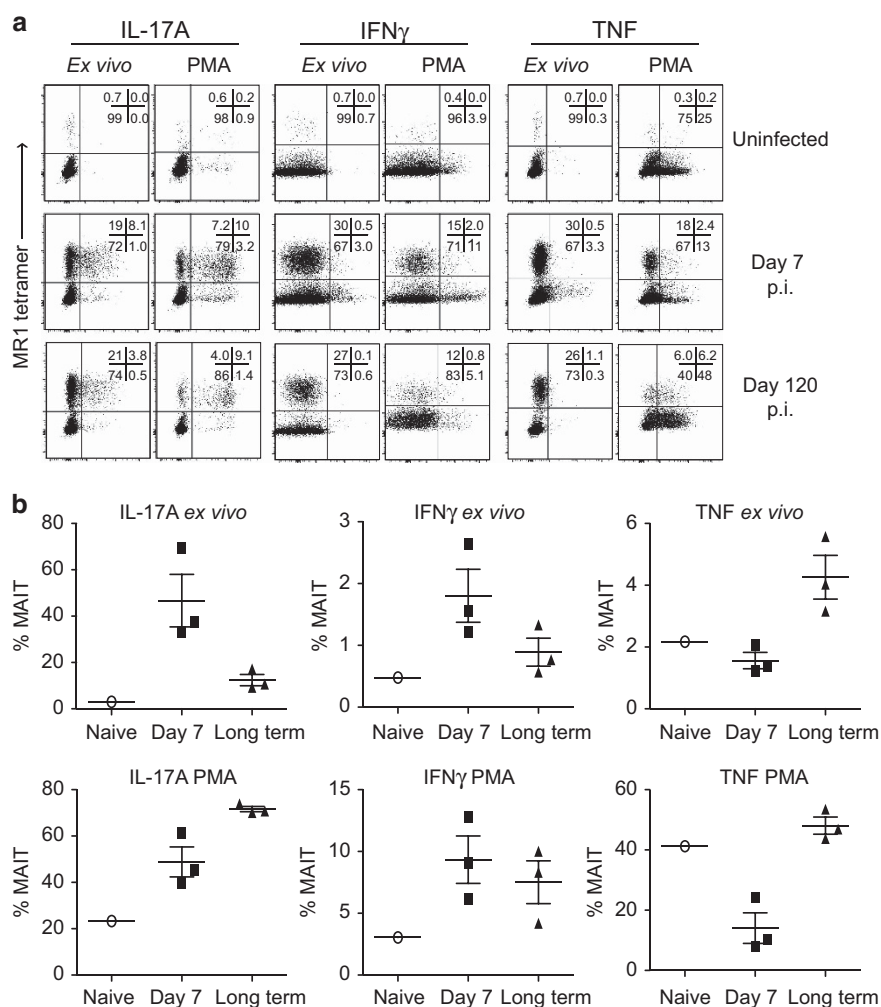 a
IL-17A IFNγ TNF
Ex vivo PMA Ex vivo PMA Ex vivo PMA
0.7 0.0 0.6 0.2 0.7 0.0 0.4 0.0 0.7 0.0 0.3 0.2
99 0.0 98 0.9 99 0.7 96 3.9 99 0.3 75 25
Uninfected
19 8.1 7.2 10 30 0.5 15 2.0 30 0.5 18 2.4
72 1.0 79 3.2 67 3.0 71 11 67 3.3 67 13
Day 7
p.i.
21 3.8 4.0 9.1 27 0.1 12 0.8 26 1.1 6.0 6.2
74 0.5 86 1.4 73 0.6 83 5.1 73 0.3 40 48
Day 120
p.i.
MR1 tetramer
b
IL-17A ex vivo
% MAIT
80
60
40
20
0
Naive Day 7 Long term
IFNγ ex vivo
% MAIT
3
2
1
0
Naive Day 7 Long term
TNF ex vivo
% MAIT
6
4
2
0
Naive Day 7 Long term
IL-17A PMA
% MAIT
80
60
40
20
0
Naive Day 7 Long term
IFNγ PMA
% MAIT
15
10
5
0
Naive Day 7 Long term
TNF PMA
% MAIT
60
40
20
0
Naive Day 7 Long term